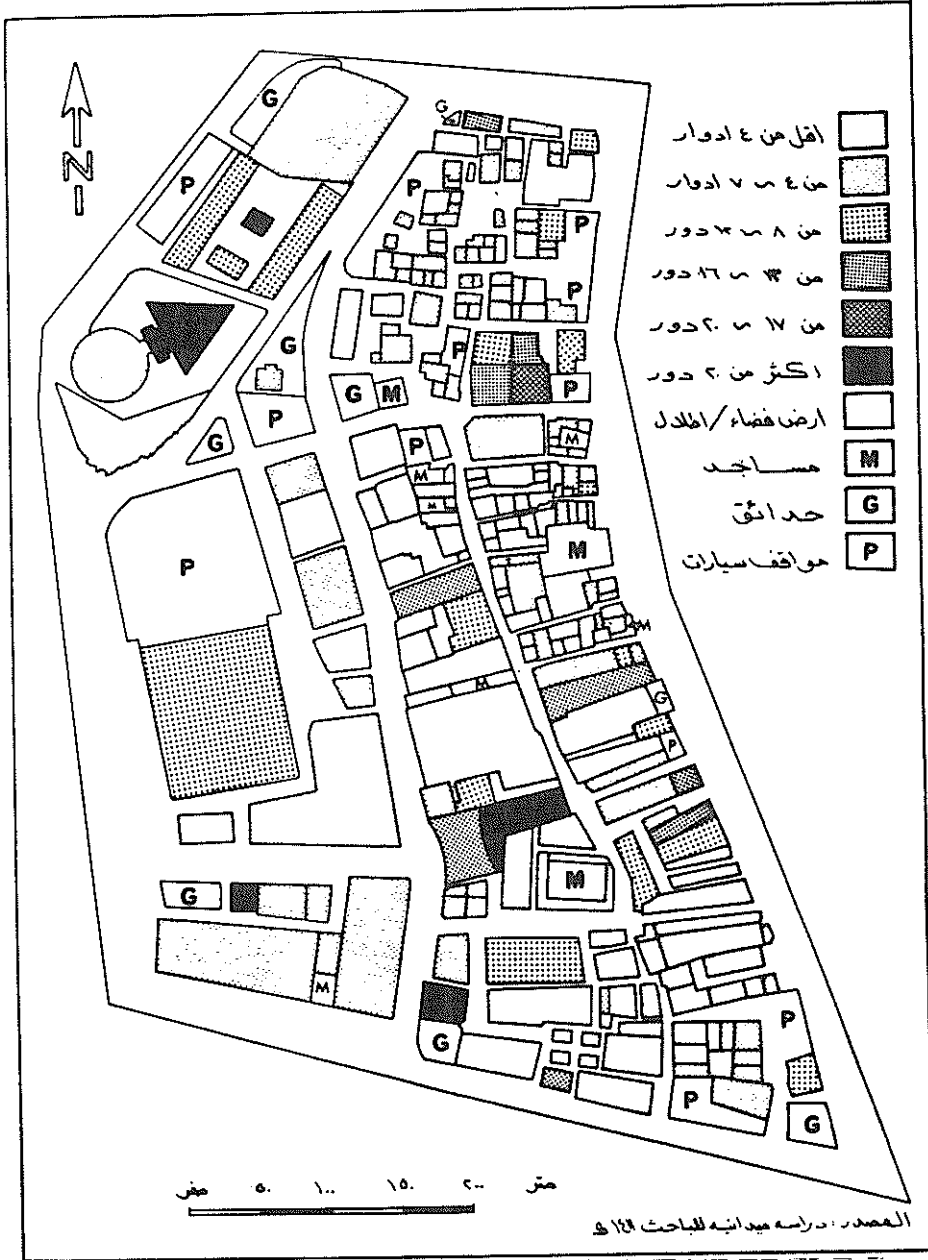 N
اقل من ٤ ادوار
من ٤ ~ ٧ ادوار
من ٨ ~ ١٢ دور
من ١٣ ~ ١٦ دور
من ١٧ ~ ٢٠ دور
اكثر من ٢٠ دور
ارض فضاء/اطلال
M مساجد
G حدائق
P مواقف سيارات
G
G
P
P
P
P
G
P
G
M
P
P
G
P
M
M
M
P
M
M
M
G
P
M
G
M
P
G
P
G
صفر ٥٠ ١٠٠ ١٥٠ ٢٠٠ متر
المصدر: دراسه ميدانيه للباحث